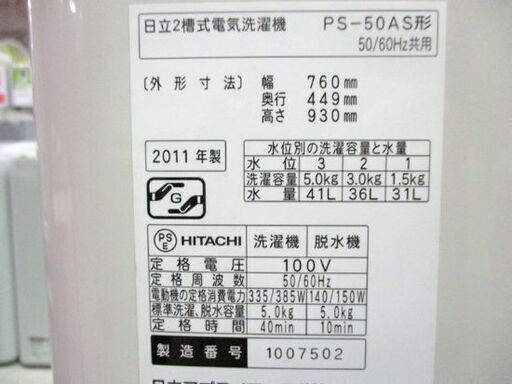 日立2槽式電気洗濯機 PS-50AS形
50/60Hz共用
〔外形寸法〕幅 760mm
奥行 449mm
高さ 930mm
2011年製
水位別の洗濯容量と水量
水位 3 2 1
洗濯容量 5.0kg 3.0kg 1.5kg
水量 41L 36L 31L
G
PS E HITACHI 洗濯機 脱水機
定格電圧 100V
定格周波数 50/60Hz
電動機の定格消費電力 335/385W 140/150W
標準洗濯、脱水容量 5.0kg 5.0kg
定格時間 40min 10min
製造番号 1007502